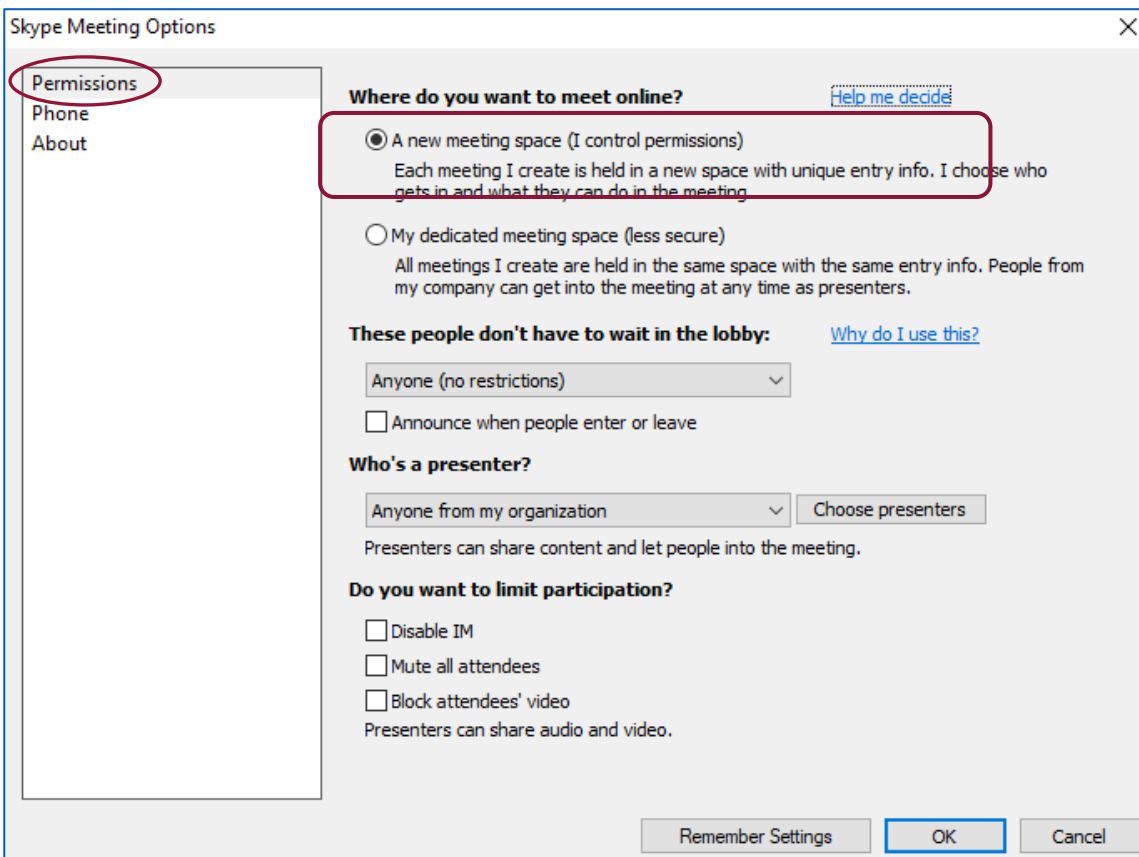 Skype Meeting Options
Permissions
Phone
About
Where do you want to meet online? Help me decide
A new meeting space (I control permissions)
Each meeting I create is held in a new space with unique entry info. I choose who
gets in and what they can do in the meeting.
My dedicated meeting space (less secure)
All meetings I create are held in the same space with the same entry info. People from
my company can get into the meeting at any time as presenters.
These people don't have to wait in the lobby: Why do I use this?
Anyone (no restrictions)
Announce when people enter or leave
Who's a presenter?
Anyone from my organization Choose presenters
Presenters can share content and let people into the meeting.
Do you want to limit participation?
Disable IM
Mute all attendees
Block attendees' video
Presenters can share audio and video.
Remember Settings OK Cancel